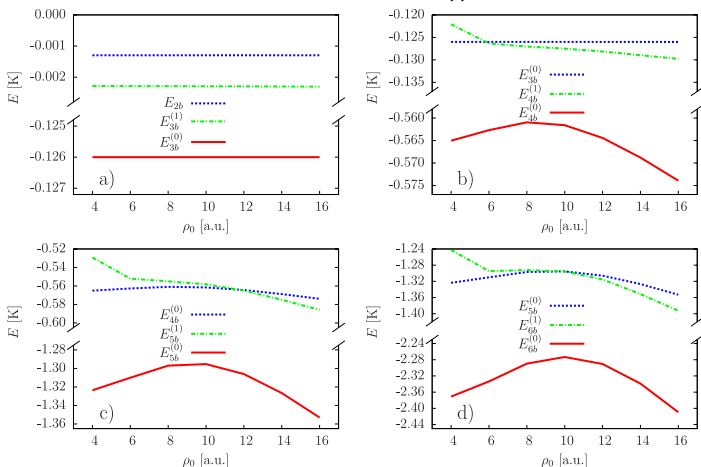 0.000
-0.001
-0.002
-0.125
-0.126
-0.127
E [K]
E_{2b}
E_{3b}^{(1)}
E_{3b}^{(0)}
a)
4 6 8 10 12 14 16
ρ₀ [a.u.]
-0.120
-0.125
-0.130
-0.135
-0.560
-0.565
-0.570
-0.575
E [K]
E_{3b}^{(0)}
E_{4b}^{(1)}
E_{4b}^{(0)}
b)
4 6 8 10 12 14 16
ρ₀ [a.u.]
-0.52
-0.54
-0.56
-0.58
-0.60
-1.28
-1.30
-1.32
-1.34
-1.36
E [K]
E_{4b}^{(0)}
E_{5b}^{(1)}
E_{5b}^{(0)}
c)
4 6 8 10 12 14 16
ρ₀ [a.u.]
-1.24
-1.28
-1.32
-1.36
-1.40
-2.24
-2.28
-2.32
-2.36
-2.40
-2.44
E [K]
E_{5b}^{(0)}
E_{6b}^{(1)}
E_{6b}^{(0)}
d)
4 6 8 10 12 14 16
ρ₀ [a.u.]